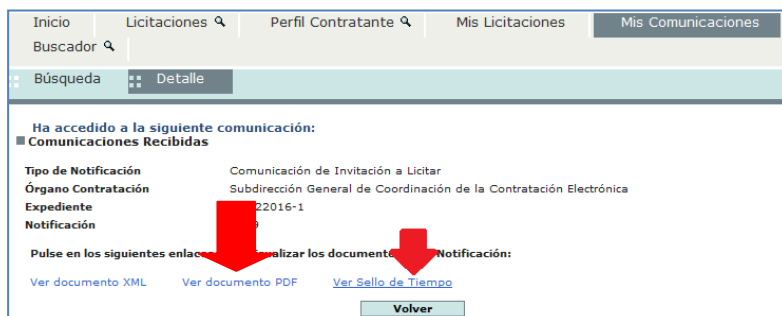 Inicio Licitaciones Perfil Contratante Mis Licitaciones Mis Comunicaciones
Buscador
Búsqueda Detalle
Ha accedido a la siguiente comunicación:
Comunicaciones Recibidas
Tipo de Notificación Comunicación de Invitación a Licitar
Órgano Contratación Subdirección General de Coordinación de la Contratación Electrónica
Expediente 22016-1
Notificación
Pulse en los siguientes Notificación:
Ver documento XML Ver documento PDF Ver Sello de Tiempo
Volver